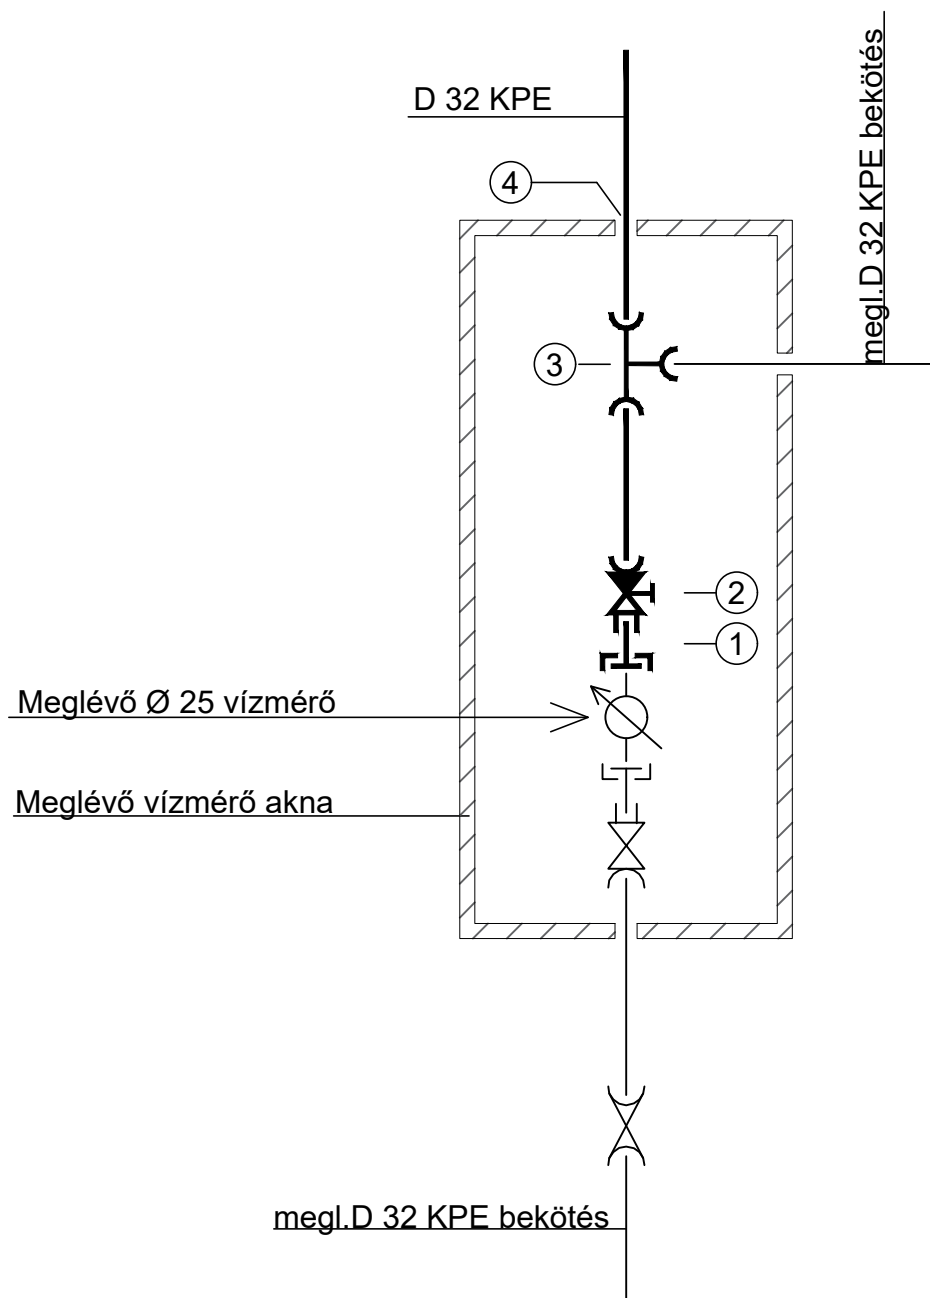 D 32 KPE
megl.D 32 KPE bekötés
4
3
2
1
Meglévő Ø 25 vízmérő
Meglévő vízmérő akna
megl.D 32 KPE bekötés